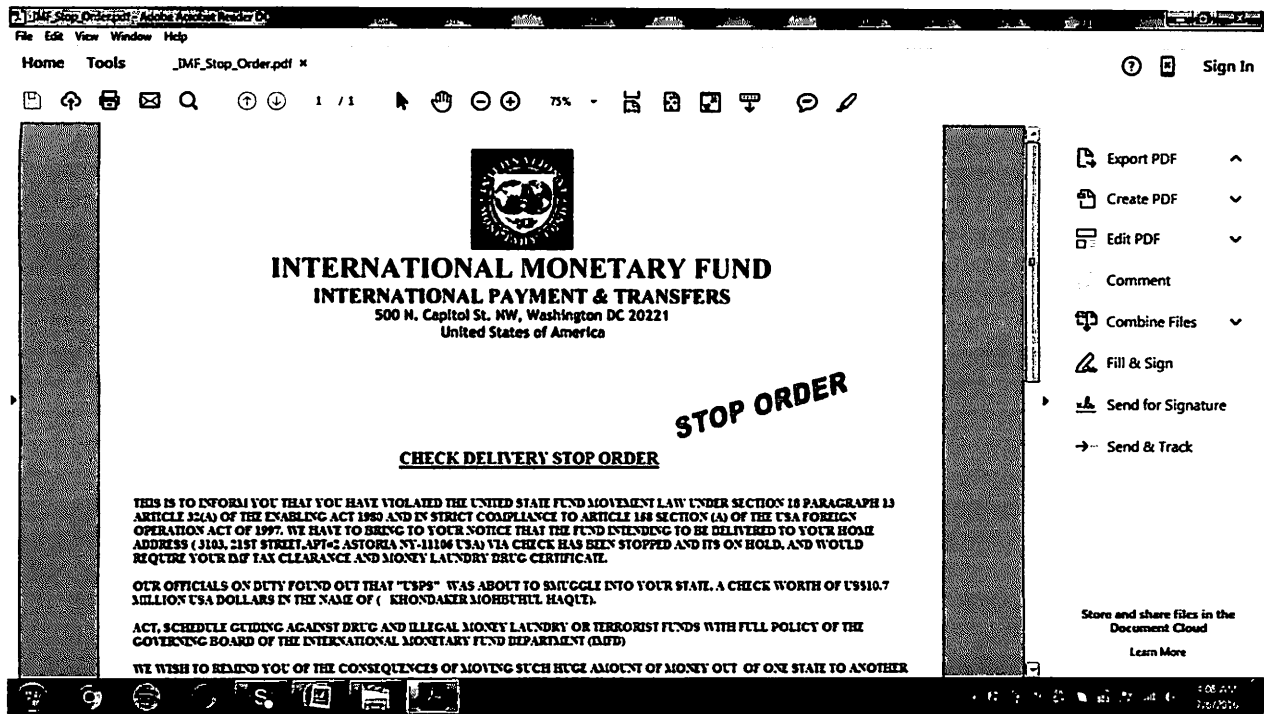 _IMF_Stop_Order.pdf - Adobe Acrobat Reader DC
File Edit View Window Help
Home Tools _IMF_Stop_Order.pdf × Sign In
1 / 1 75%
INTERNATIONAL MONETARY FUND
INTERNATIONAL PAYMENT & TRANSFERS
500 N. Capitol St. NW, Washington DC 20221
United States of America
STOP ORDER
CHECK DELIVERY STOP ORDER
THIS IS TO INFORM YOU THAT YOU HAVE VIOLATED THE UNITED STATE FUND MOVEMENT LAW UNDER SECTION 18 PARAGRAPH 13
ARTICLE 32(A) OF THE ENABLING ACT 1980 AND IN STRICT COMPLIANCE TO ARTICLE 188 SECTION (A) OF THE USA FOREIGN
OPERATION ACT OF 1997. WE HAVE TO BRING TO YOUR NOTICE THAT THE FUND INTENDING TO BE DELIVERED TO YOUR HOME
ADDRESS ( 3103, 21ST STREET,APT#2 ASTORIA NY-11106 USA) VIA CHECK HAS BEEN STOPPED AND ITS ON HOLD, AND WOULD
REQUIRE YOUR IMF TAX CLEARANCE AND MONEY LAUNDRY DRUG CERTIFICATE.
OUR OFFICIALS ON DUTY FOUND OUT THAT "USPS" WAS ABOUT TO SMUGGLE INTO YOUR STATE, A CHECK WORTH OF US$10.7
MILLION USA DOLLARS IN THE NAME OF ( KHONDAKER MOHBUHUL HAQUE).
ACT, SCHEDULE GUIDING AGAINST DRUG AND ILLEGAL MONEY LAUNDRY OR TERRORIST FUNDS WITH FULL POLICY OF THE
GOVERNING BOARD OF THE INTERNATIONAL MONETARY FUND DEPARTMENT (IMFD)
WE WISH TO REMIND YOU OF THE CONSEQUENCES OF MOVING SUCH HUGE AMOUNT OF MONEY OUT OF ONE STATE TO ANOTHER
Export PDF
Create PDF
Edit PDF
Comment
Combine Files
Fill & Sign
Send for Signature
Send & Track
Store and share files in the
Document Cloud
Learn More
7/6/2016